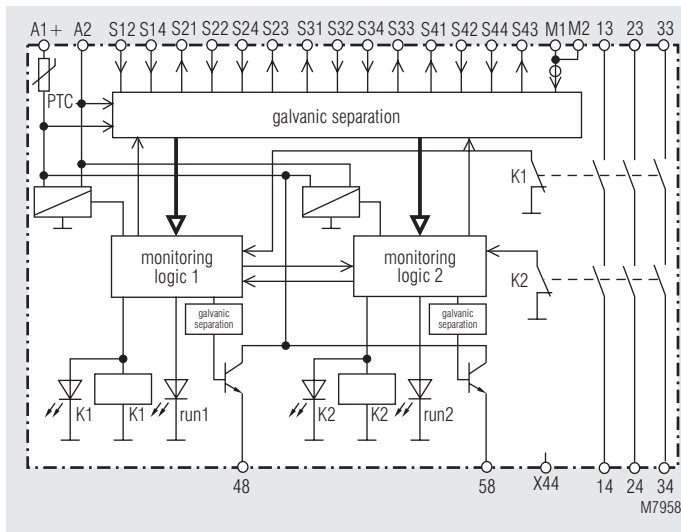 A1+ A2 S12 S14 S21 S22 S24 S23 S31 S32 S34 S33 S41 S42 S44 S43 M1 M2 13 23 33
PTC
galvanic separation
K1
monitoring
logic 1
monitoring
logic 2
K2
galvanic
separation
galvanic
separation
K1 K1 run1 K2 K2 run2
48 58 X44 14 24 34
M7958